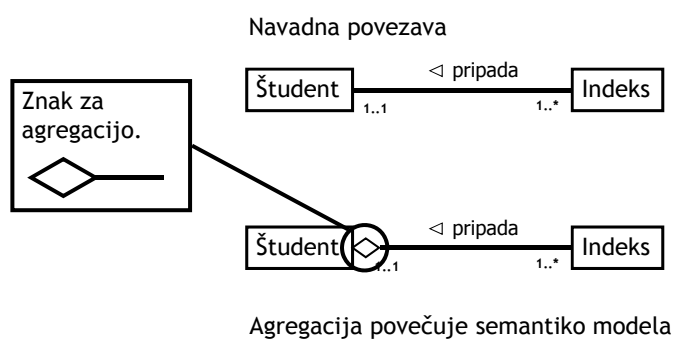 Navadna povezava
Študent
◁ pripada
1..1
1..*
Indeks
Znak za
agregacijo.
Študent
◁ pripada
1..1
1..*
Indeks
Agregacija povečuje semantiko modela